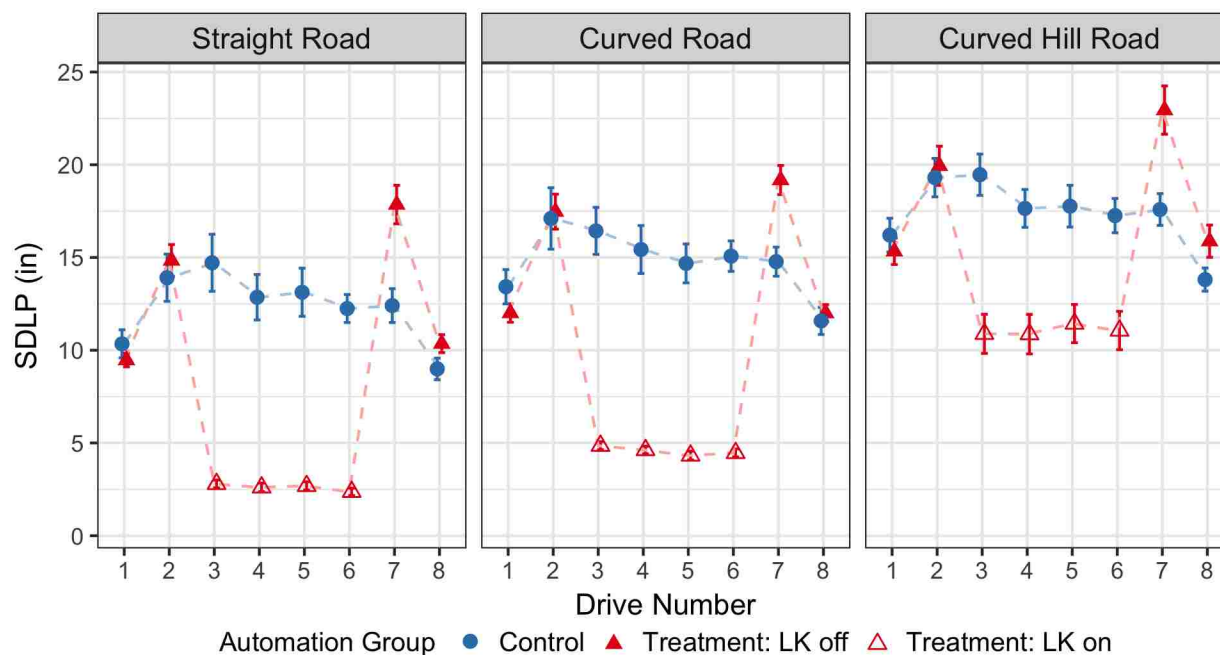 Straight Road Curved Road Curved Hill Road
SDLP (in)
25
20
15
10
5
0
1 2 3 4 5 6 7 8 1 2 3 4 5 6 7 8 1 2 3 4 5 6 7 8
Drive Number
Automation Group Control Treatment: LK off Treatment: LK on